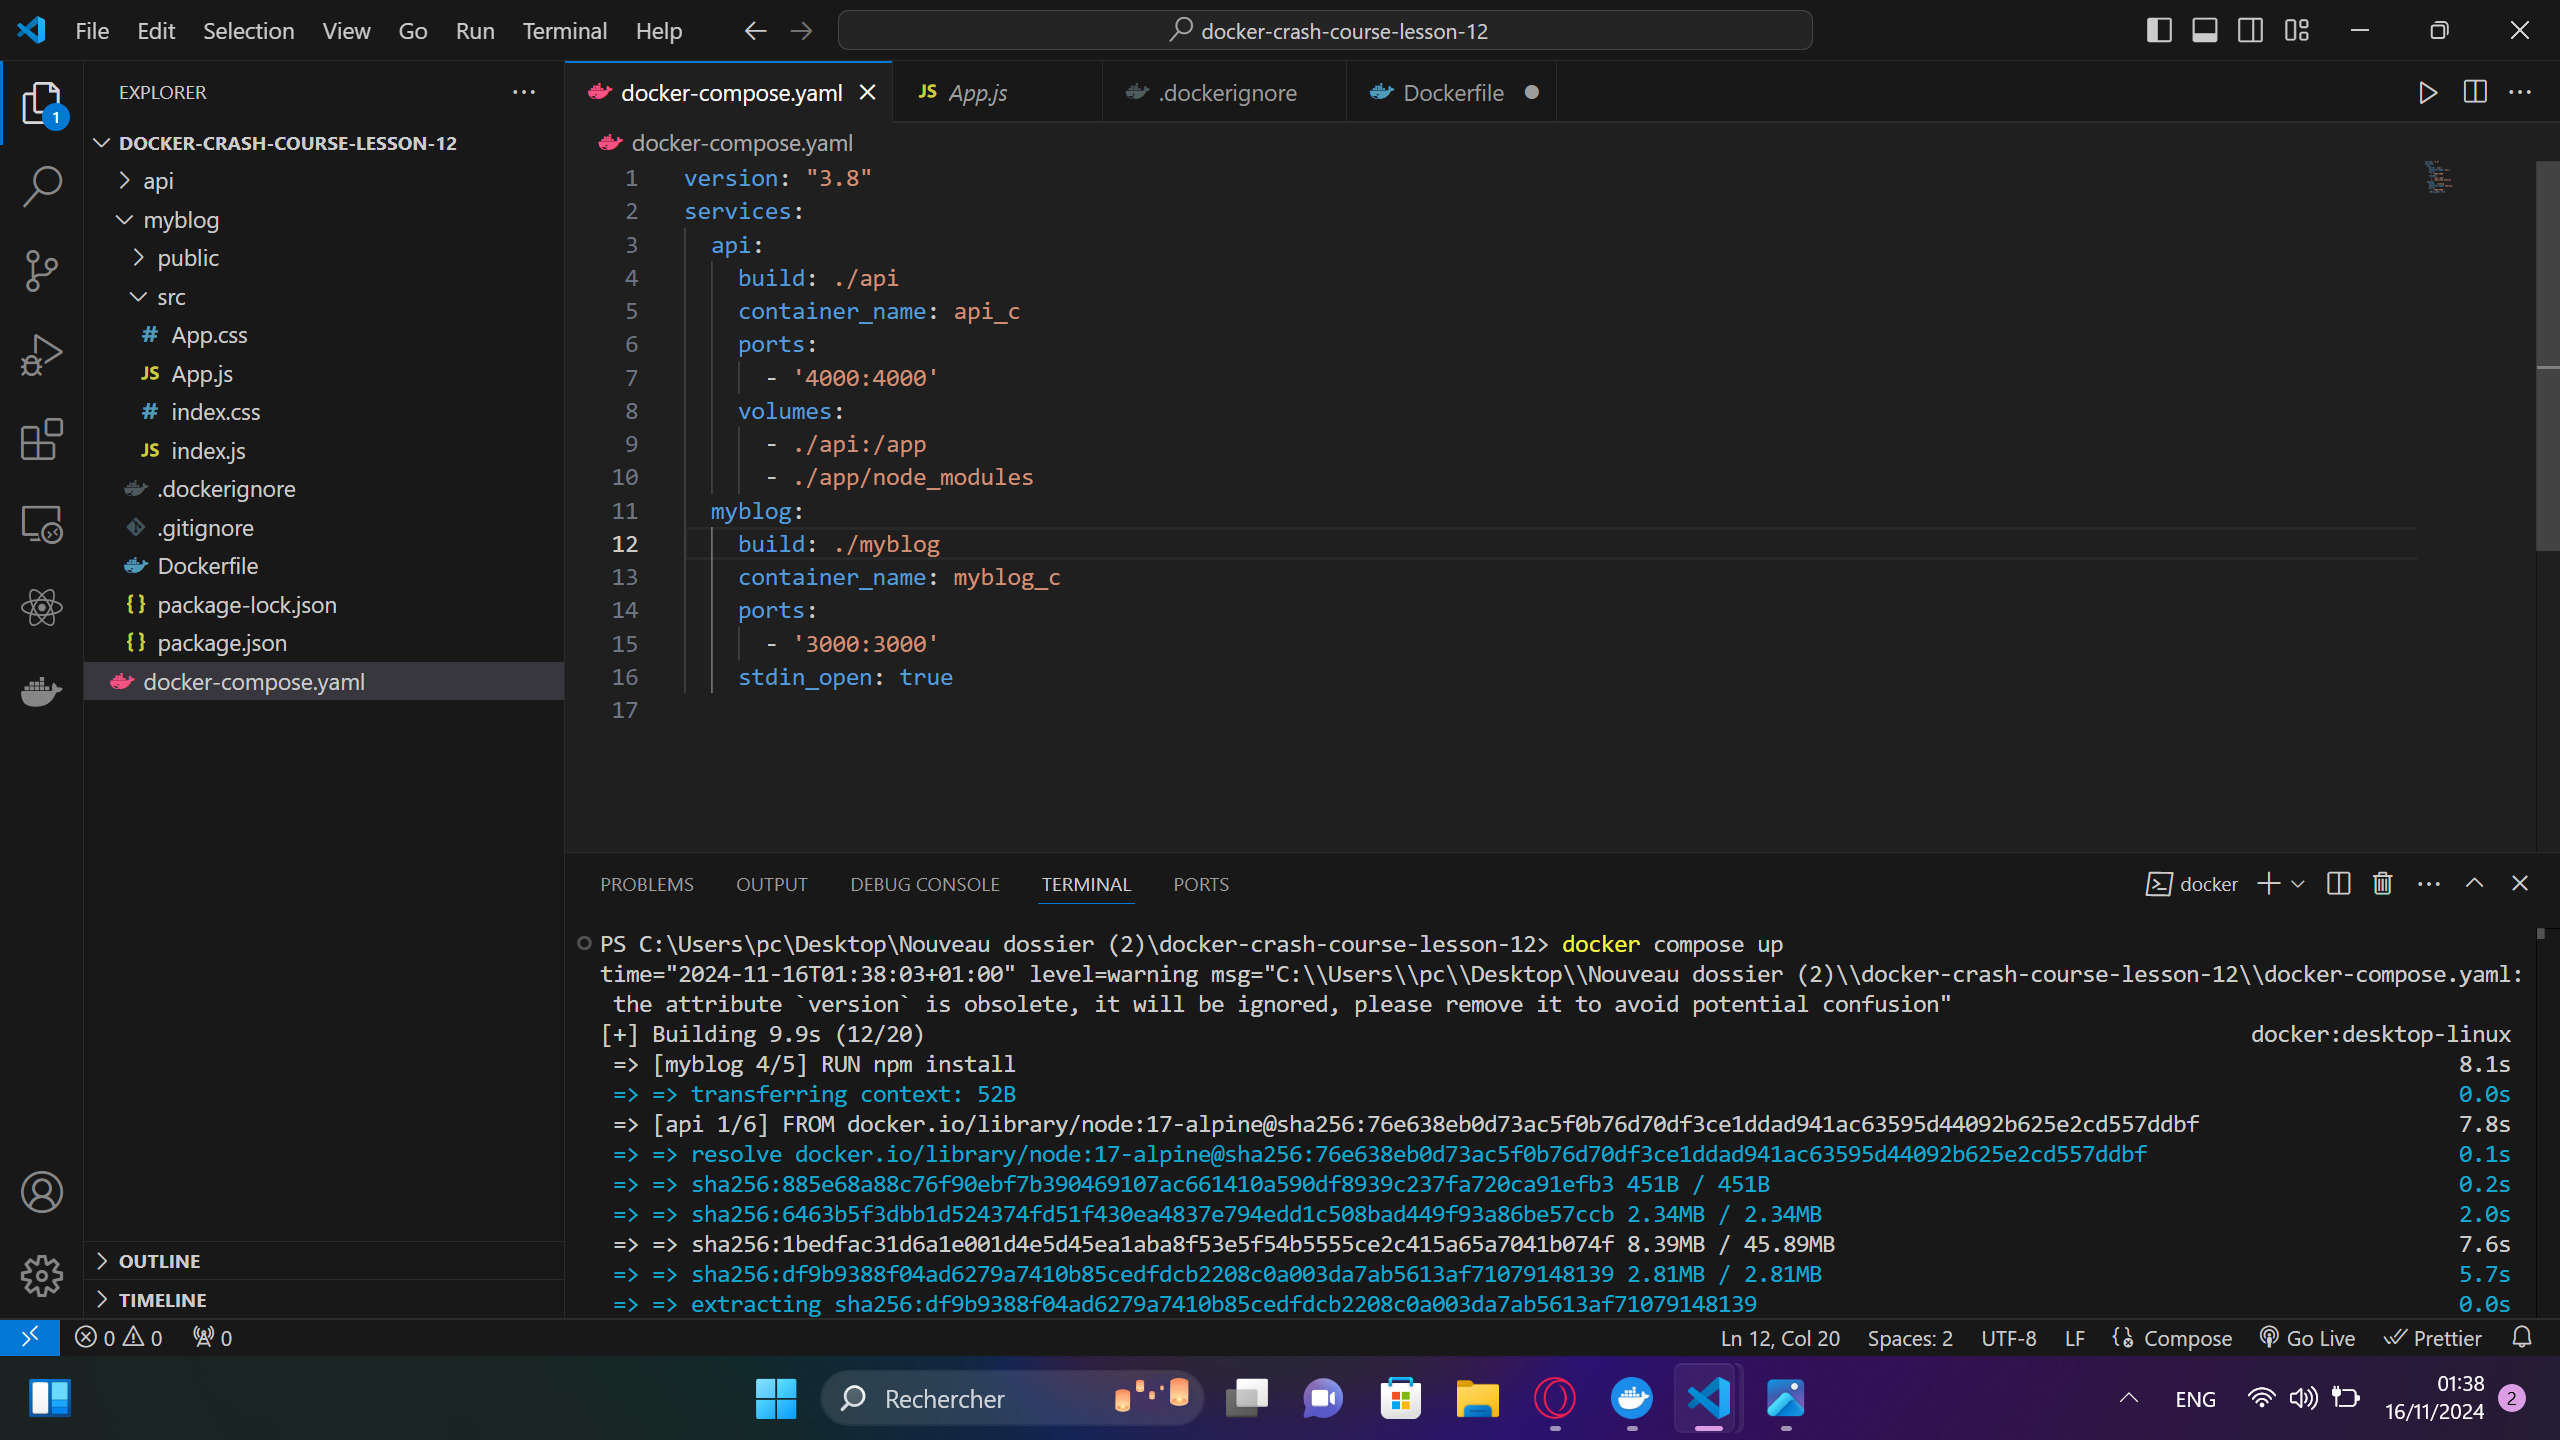 File Edit Selection View Go Run Terminal Help
docker-crash-course-lesson-12
1
EXPLORER
DOCKER-CRASH-COURSE-LESSON-12
api
myblog
public
src
# App.css
JS App.js
# index.css
JS index.js
.dockerignore
.gitignore
Dockerfile
{} package-lock.json
{} package.json
docker-compose.yaml
OUTLINE
TIMELINE
docker-compose.yaml
JS App.js
.dockerignore
Dockerfile
docker-compose.yaml
1 version: "3.8"
2 services:
3 api:
4 build: ./api
5 container_name: api_c
6 ports:
7 - '4000:4000'
8 volumes:
9 - ./api:/app
10 - ./app/node_modules
11 myblog:
12 build: ./myblog
13 container_name: myblog_c
14 ports:
15 - '3000:3000'
16 stdin_open: true
17
PROBLEMS OUTPUT DEBUG CONSOLE TERMINAL PORTS
docker
PS C:\Users\pc\Desktop\Nouveau dossier (2)\docker-crash-course-lesson-12> docker compose up
time="2024-11-16T01:38:03+01:00" level=warning msg="C:\\Users\\pc\\Desktop\\Nouveau dossier (2)\\docker-crash-course-lesson-12\\docker-compose.yaml:
the attribute `version` is obsolete, it will be ignored, please remove it to avoid potential confusion"
[+] Building 9.9s (12/20) docker:desktop-linux
=> [myblog 4/5] RUN npm install 8.1s
=> => transferring context: 52B 0.0s
=> [api 1/6] FROM docker.io/library/node:17-alpine@sha256:76e638eb0d73ac5f0b76d70df3ce1ddad941ac63595d44092b625e2cd557ddbf 7.8s
=> => resolve docker.io/library/node:17-alpine@sha256:76e638eb0d73ac5f0b76d70df3ce1ddad941ac63595d44092b625e2cd557ddbf 0.1s
=> => sha256:885e68a88c76f90ebf7b390469107ac661410a590df8939c237fa720ca91efb3 451B / 451B 0.2s
=> => sha256:6463b5f3dbb1d524374fd51f430ea4837e794edd1c508bad449f93a86be57ccb 2.34MB / 2.34MB 2.0s
=> => sha256:1bedfac31d6a1e001d4e5d45ea1aba8f53e5f54b5555ce2c415a65a7041b074f 8.39MB / 45.89MB 7.6s
=> => sha256:df9b9388f04ad6279a7410b85cedfdcb2208c0a003da7ab5613af71079148139 2.81MB / 2.81MB 5.7s
=> => extracting sha256:df9b9388f04ad6279a7410b85cedfdcb2208c0a003da7ab5613af71079148139 0.0s
0 0 0
Ln 12, Col 20 Spaces: 2 UTF-8 LF Compose Go Live Prettier
Rechercher
ENG
01:38
16/11/2024
2